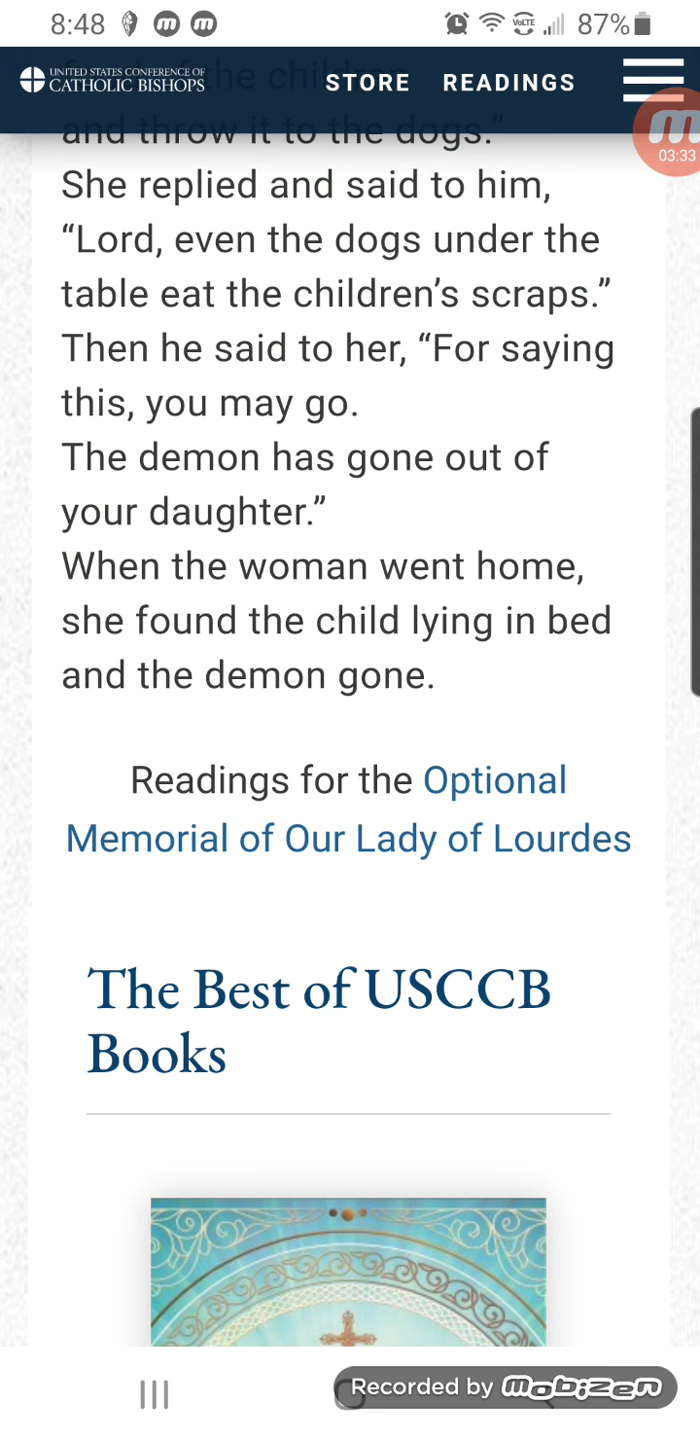 8:48
VoLTE
87%
UNITED STATES CONFERENCE OF
CATHOLIC BISHOPS
STORE READINGS
of the children
and throw it to the dogs.”
m
03:33
She replied and said to him,
“Lord, even the dogs under the
table eat the children’s scraps.”
Then he said to her, “For saying
this, you may go.
The demon has gone out of
your daughter.”
When the woman went home,
she found the child lying in bed
and the demon gone.
Readings for the Optional
Memorial of Our Lady of Lourdes
The Best of USCCB
Books
Recorded by mobizen